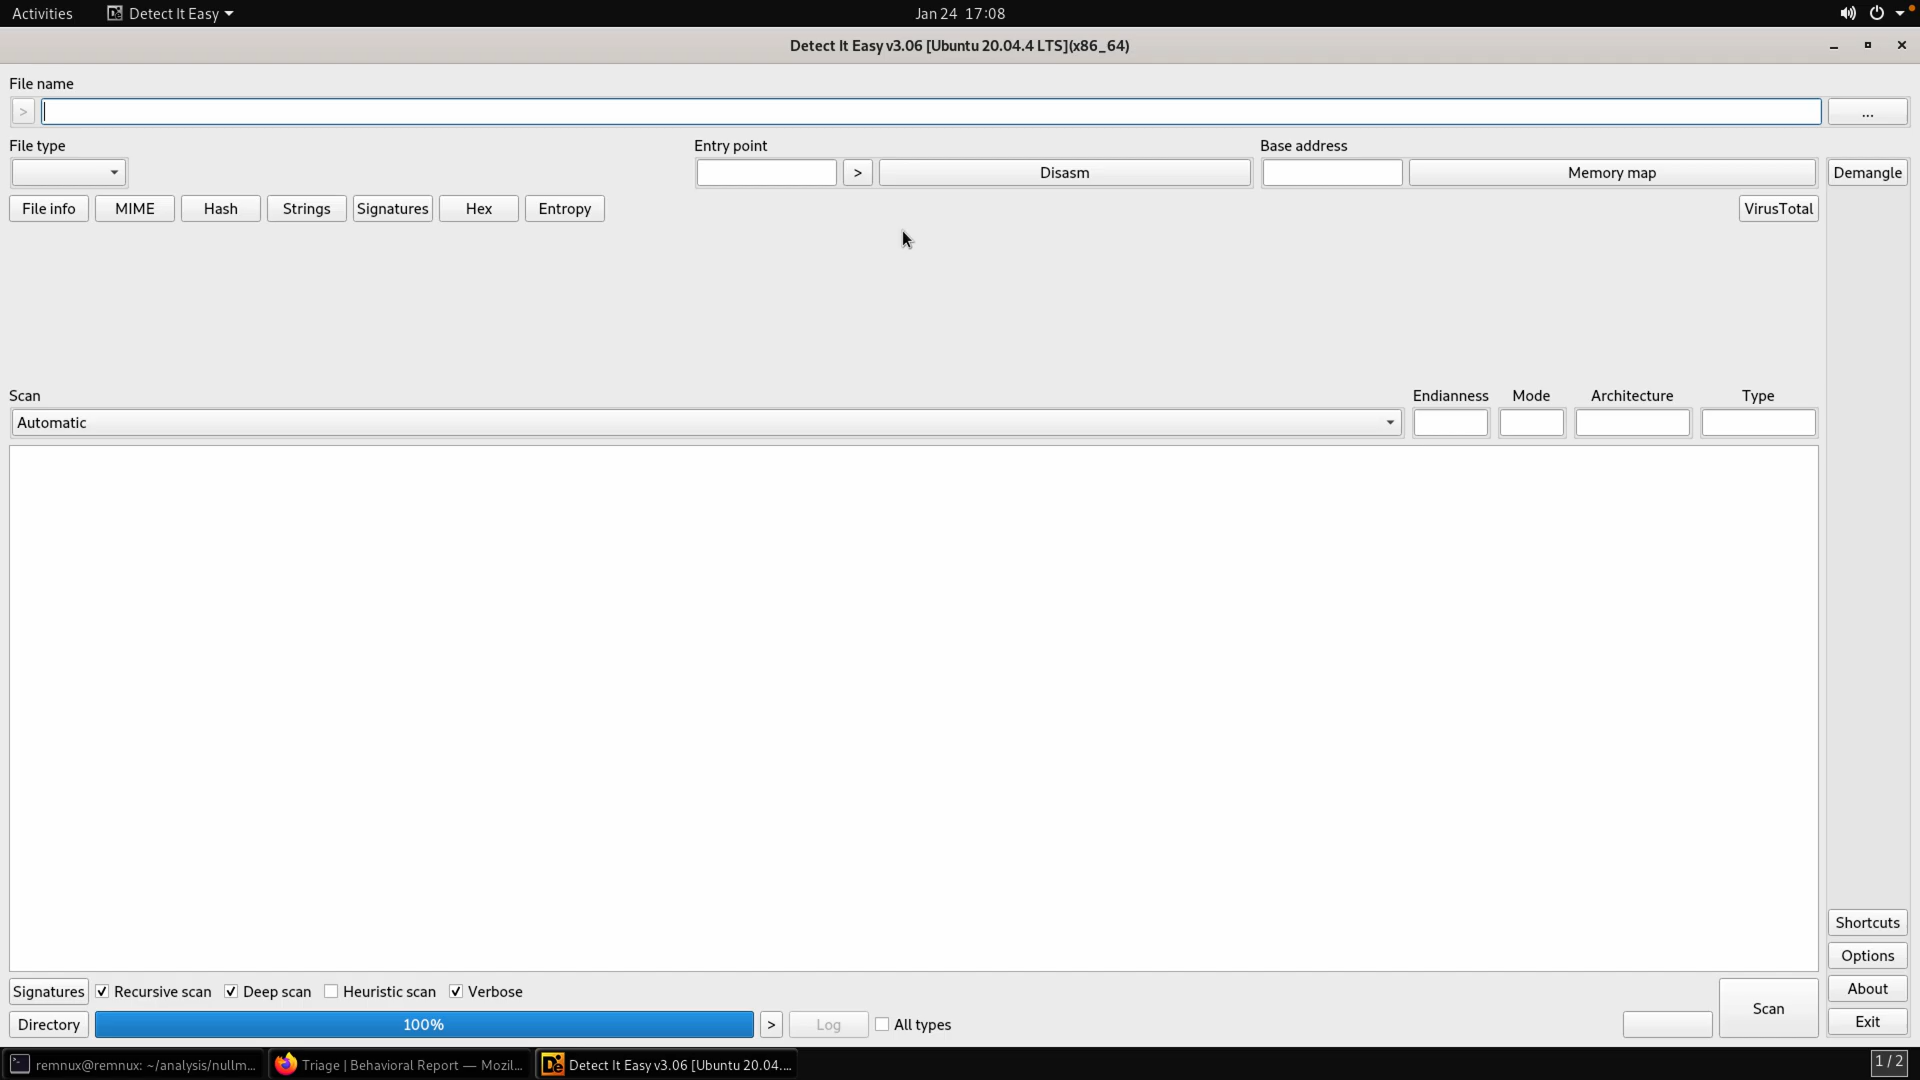 Activities Detect It Easy Jan 24 17:08
Detect It Easy v3.06 [Ubuntu 20.04.4 LTS](x86_64)
File name
> ...
File type Entry point Base address
> Disasm Memory map Demangle
File info MIME Hash Strings Signatures Hex Entropy VirusTotal
Scan Endianness Mode Architecture Type
Automatic
Shortcuts
Options
Signatures Recursive scan Deep scan Heuristic scan Verbose About
Scan
Directory 100% > Log All types Exit
remnux@remnux: ~/analysis/nullm... Triage | Behavioral Report — Mozil... Detect It Easy v3.06 [Ubuntu 20.04.... 1 / 2